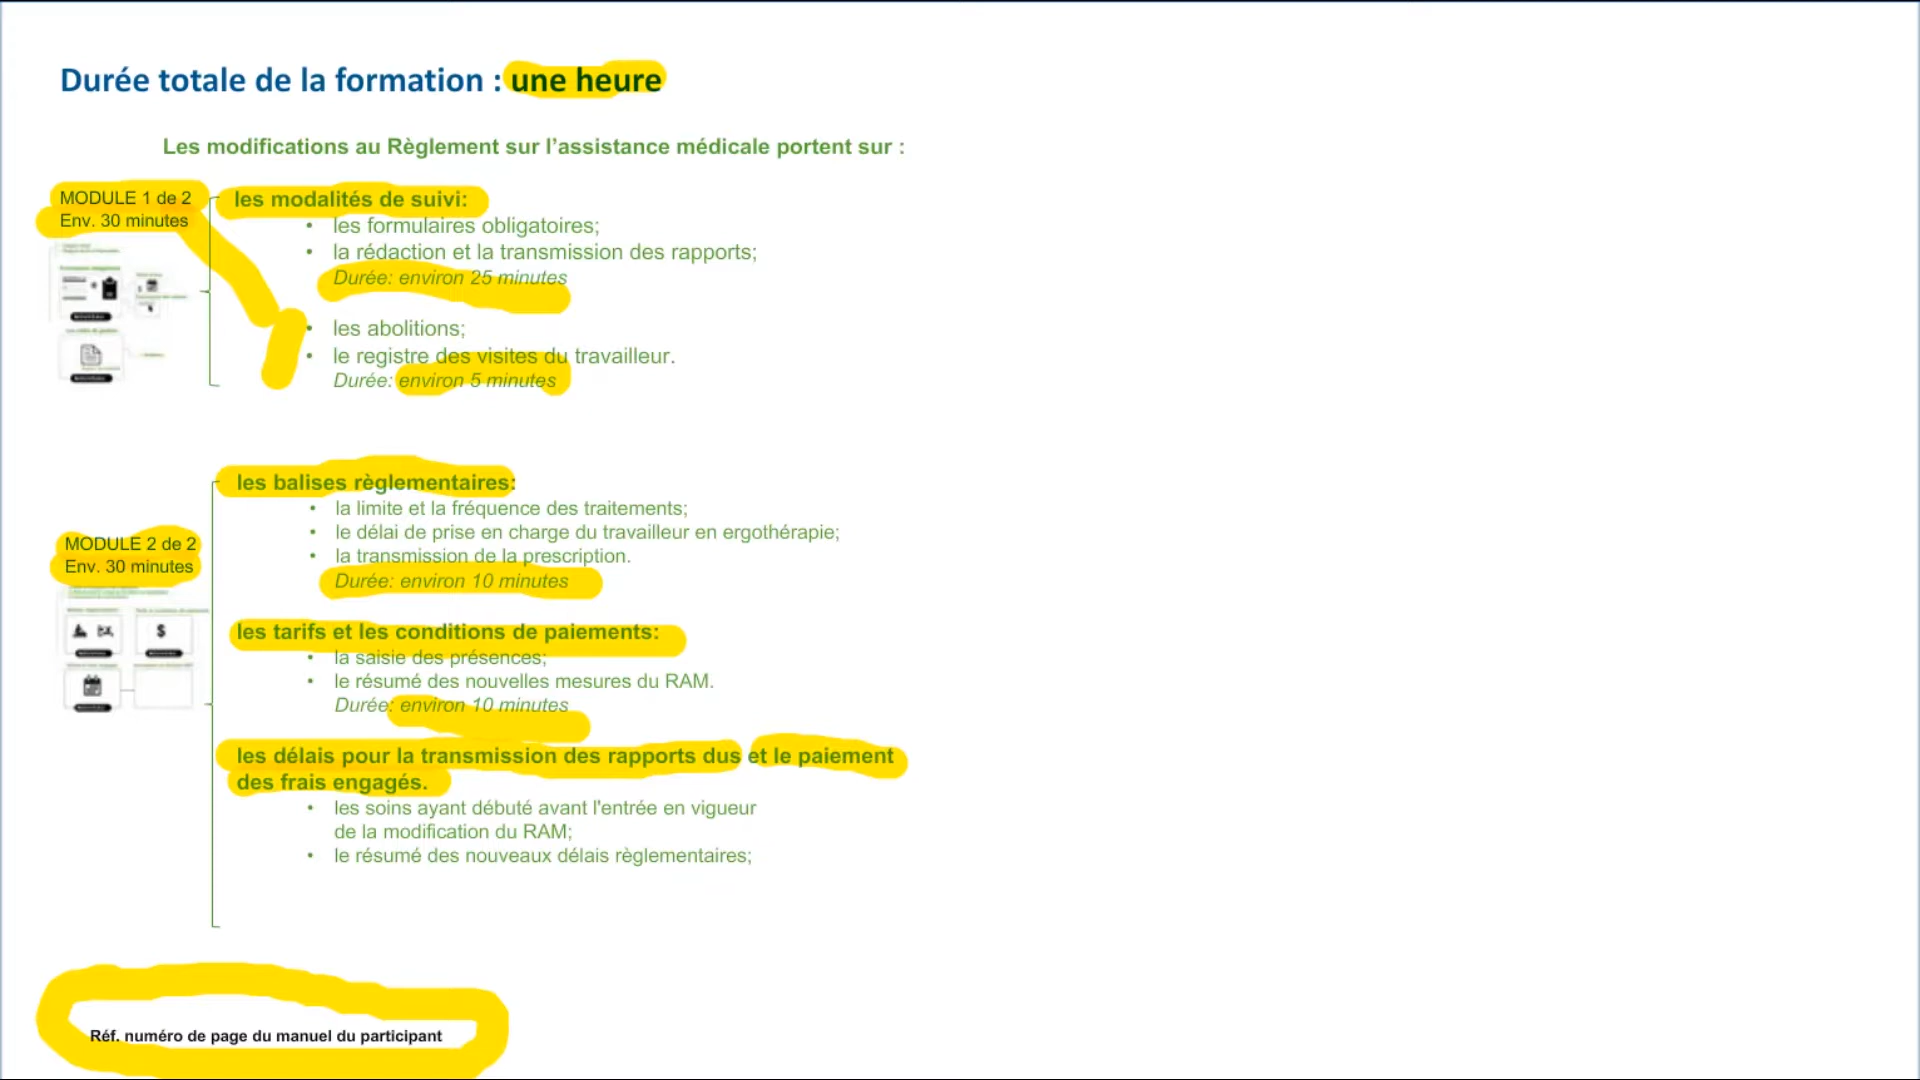 Durée totale de la formation : une heure
Les modifications au Règlement sur l’assistance médicale portent sur :
MODULE 1 de 2
Env. 30 minutes
les modalités de suivi:
• les formulaires obligatoires;
• la rédaction et la transmission des rapports;
Durée: environ 25 minutes
• les abolitions;
• le registre des visites du travailleur.
Durée: environ 5 minutes
MODULE 2 de 2
Env. 30 minutes
les balises règlementaires:
• la limite et la fréquence des traitements;
• le délai de prise en charge du travailleur en ergothérapie;
• la transmission de la prescription.
Durée: environ 10 minutes
les tarifs et les conditions de paiements:
• la saisie des présences;
• le résumé des nouvelles mesures du RAM.
Durée: environ 10 minutes
les délais pour la transmission des rapports dus et le paiement
des frais engagés.
• les soins ayant débuté avant l'entrée en vigueur
de la modification du RAM;
• le résumé des nouveaux délais règlementaires;
Réf. numéro de page du manuel du participant